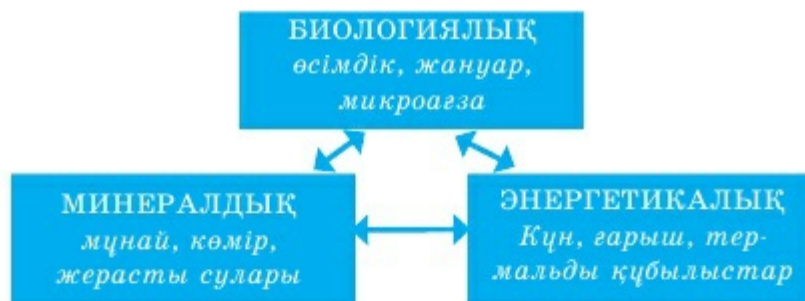 БИОЛОГИЯЛЫҚ
өсімдік, жануар,
микроағза
МИНЕРАЛДЫҚ
мұнай, көмір,
жерасты сулары
ЭНЕРГЕТИКАЛЫҚ
Күн, ғарыш, тер-
мальды құбылыстар